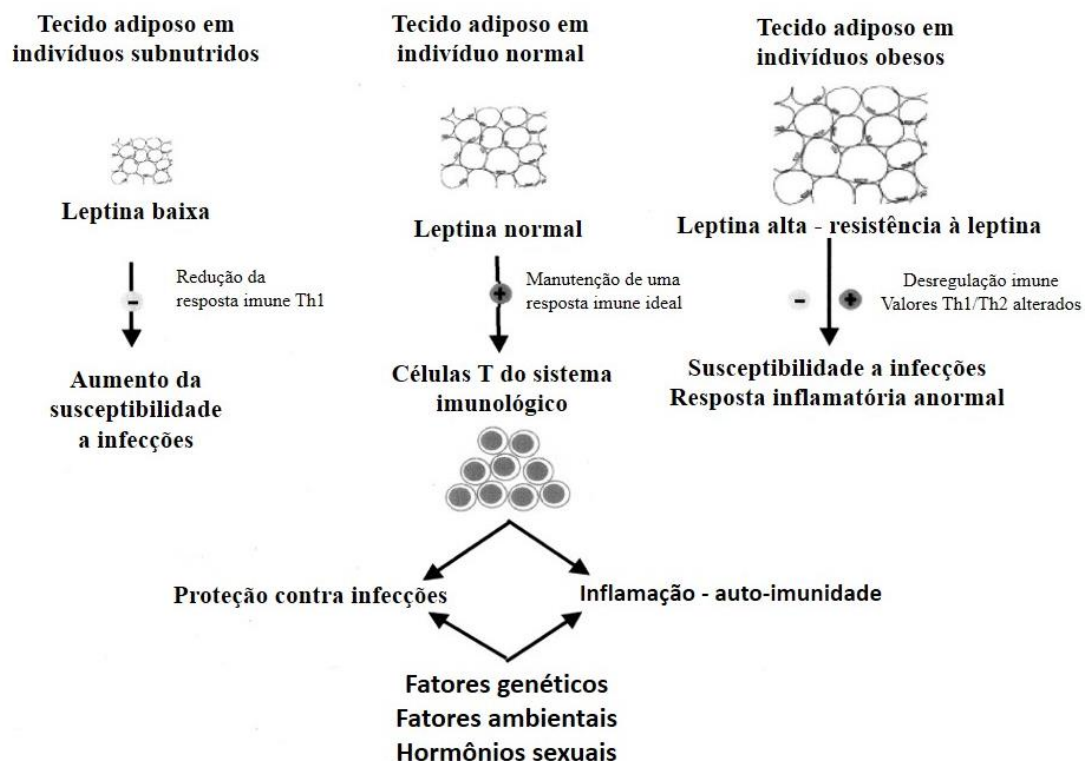 Tecido adiposo em
indivíduos subnutridos
Tecido adiposo em
indivíduo normal
Tecido adiposo em
indivíduos obesos
Leptina baixa
Leptina normal
Leptina alta - resistência à leptina
Redução da
resposta imune Th1
-
+
Manutenção de uma
resposta imune ideal
- +
Desregulação imune
Valores Th1/Th2 alterados
Aumento da
susceptibilidade
a infecções
Células T do sistema
imunológico
Susceptibilidade a infecções
Resposta inflamatória anormal
Proteção contra infecções
Inflamação - auto-imunidade
Fatores genéticos
Fatores ambientais
Hormônios sexuais